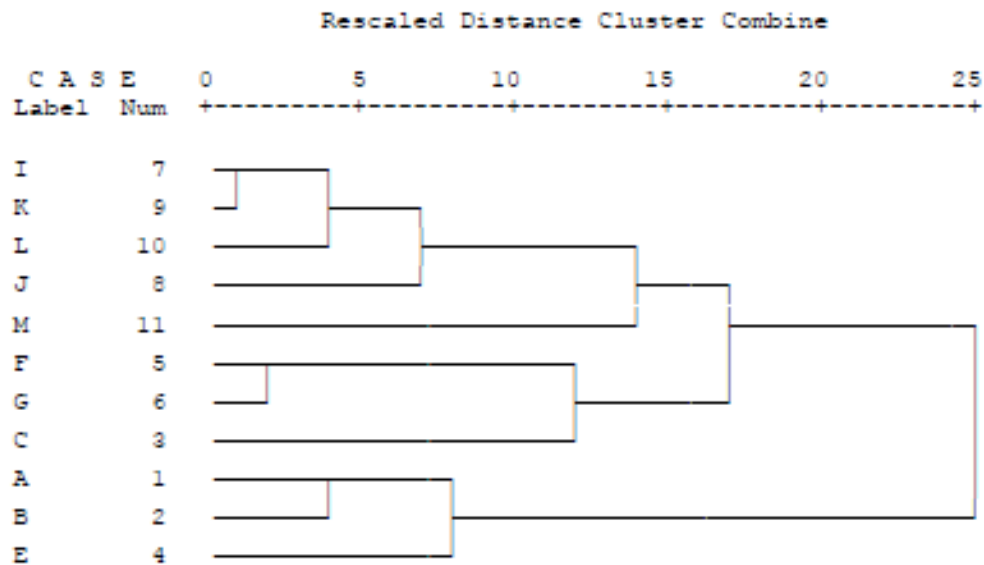 Rescaled Distance Cluster Combine
C A S E 0 5 10 15 20 25
Label Num +---------+---------+---------+---------+---------+
I 7
K 9
L 10
J 8
M 11
F 5
G 6
C 3
A 1
B 2
E 4